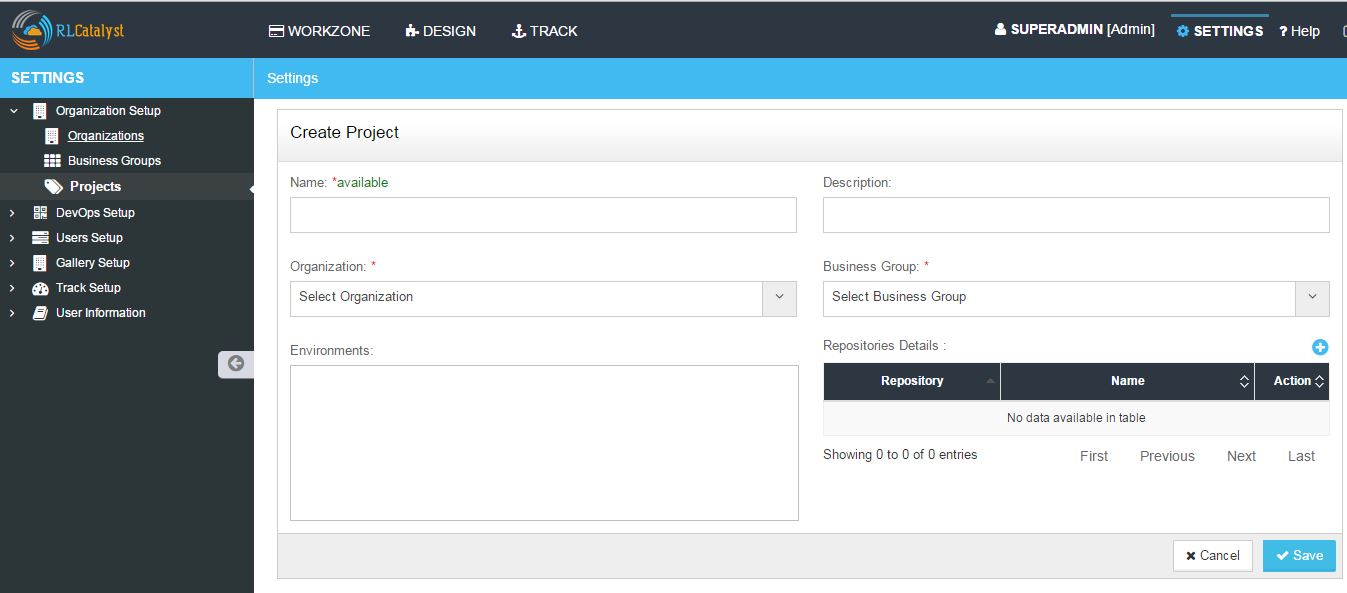 RLCatalyst
WORKZONE DESIGN TRACK
SUPERADMIN [Admin] SETTINGS ? Help
SETTINGS
Settings
Organization Setup
Organizations
Business Groups
Projects
DevOps Setup
Users Setup
Gallery Setup
Track Setup
User Information
Create Project
Name: *available
Description:
Organization: *
Business Group: *
Select Organization
Select Business Group
Environments:
Repositories Details :
Repository Name Action
No data available in table
Showing 0 to 0 of 0 entries
First Previous Next Last
Cancel Save